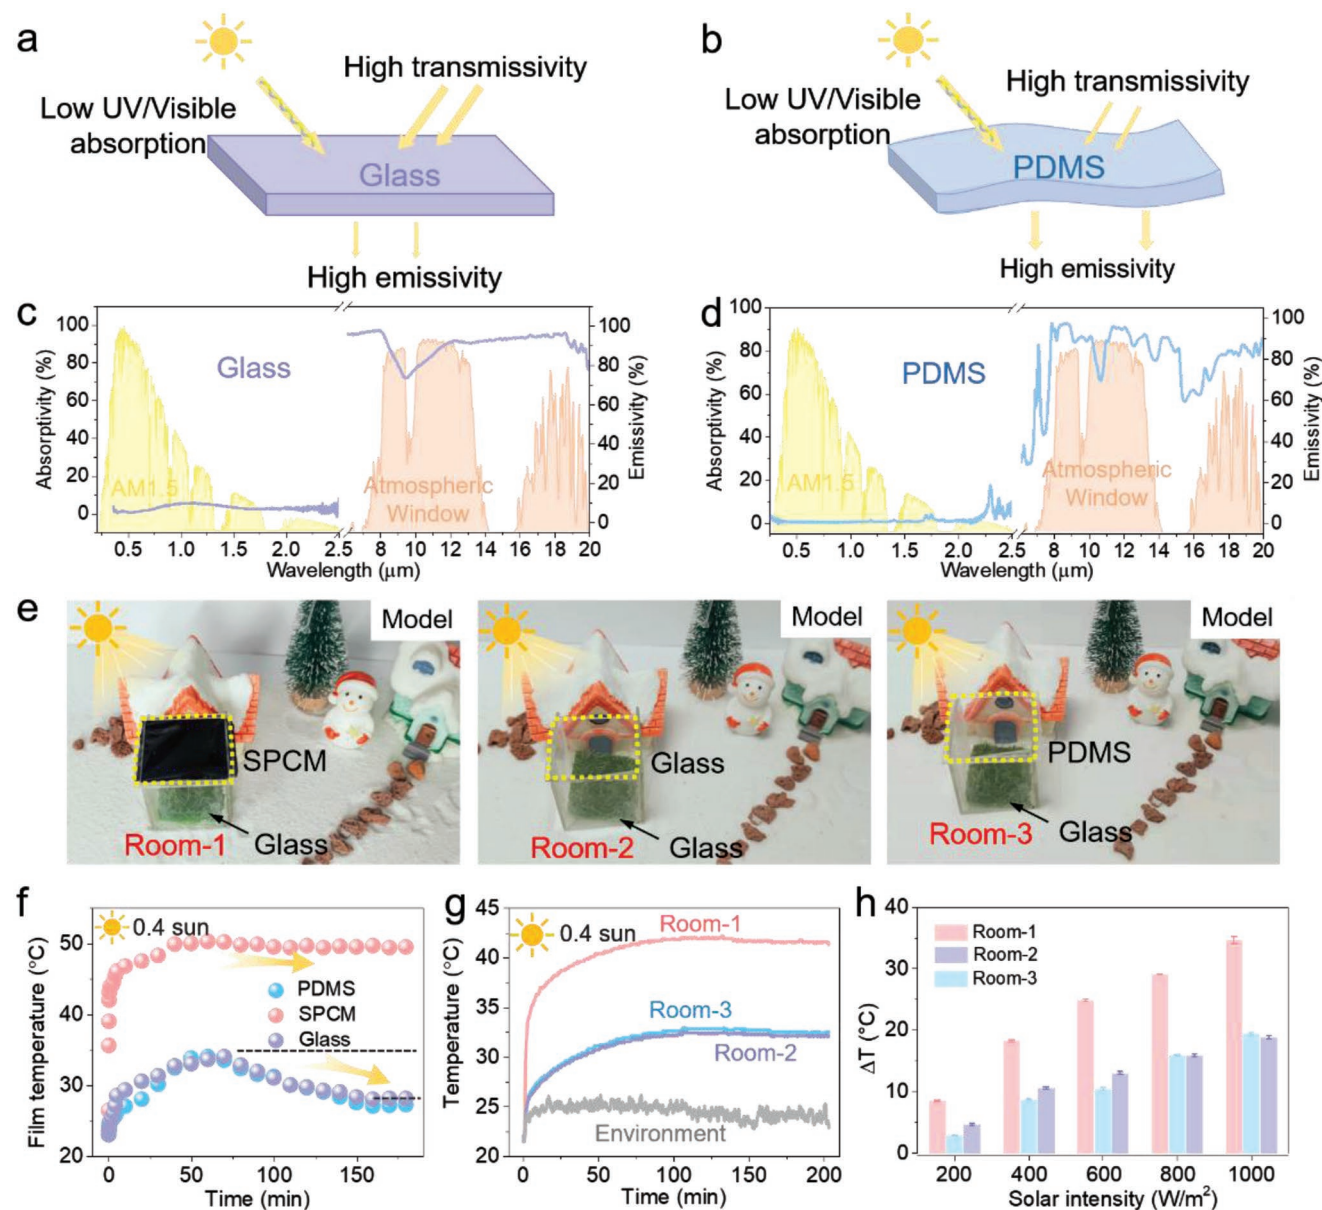 a
High transmissivity
Low UV/Visible
absorption
Glass
High emissivity
b
High transmissivity
Low UV/Visible
absorption
PDMS
High emissivity
c
Absorptivity (%)
100
80
60
40
20
0
Glass
AM1.5
Atmospheric
Window
100
80
60
40
20
0
Emissivity (%)
0.5 1.0 1.5 2.0 2.5 8 10 12 14 16 18 20
Wavelength (μm)
d
Absorptivity (%)
100
80
60
40
20
0
PDMS
AM1.5
Atmospheric
Window
100
80
60
40
20
0
Emissivity (%)
0.5 1.0 1.5 2.0 2.5 8 10 12 14 16 18 20
Wavelength (μm)
e
Model
SPCM
Room-1
Glass
Model
Glass
Room-2
Glass
Model
PDMS
Room-3
Glass
f
0.4 sun
Film temperature (°C)
50
40
30
20
PDMS
SPCM
Glass
0 50 100 150
Time (min)
g
0.4 sun
Temperature (°C)
45
40
35
30
25
20
Room-1
Room-3
Room-2
Environment
0 50 100 150 200
Time (min)
h
ΔT (°C)
40
30
20
10
0
Room-1
Room-2
Room-3
200 400 600 800 1000
Solar intensity (W/m²)